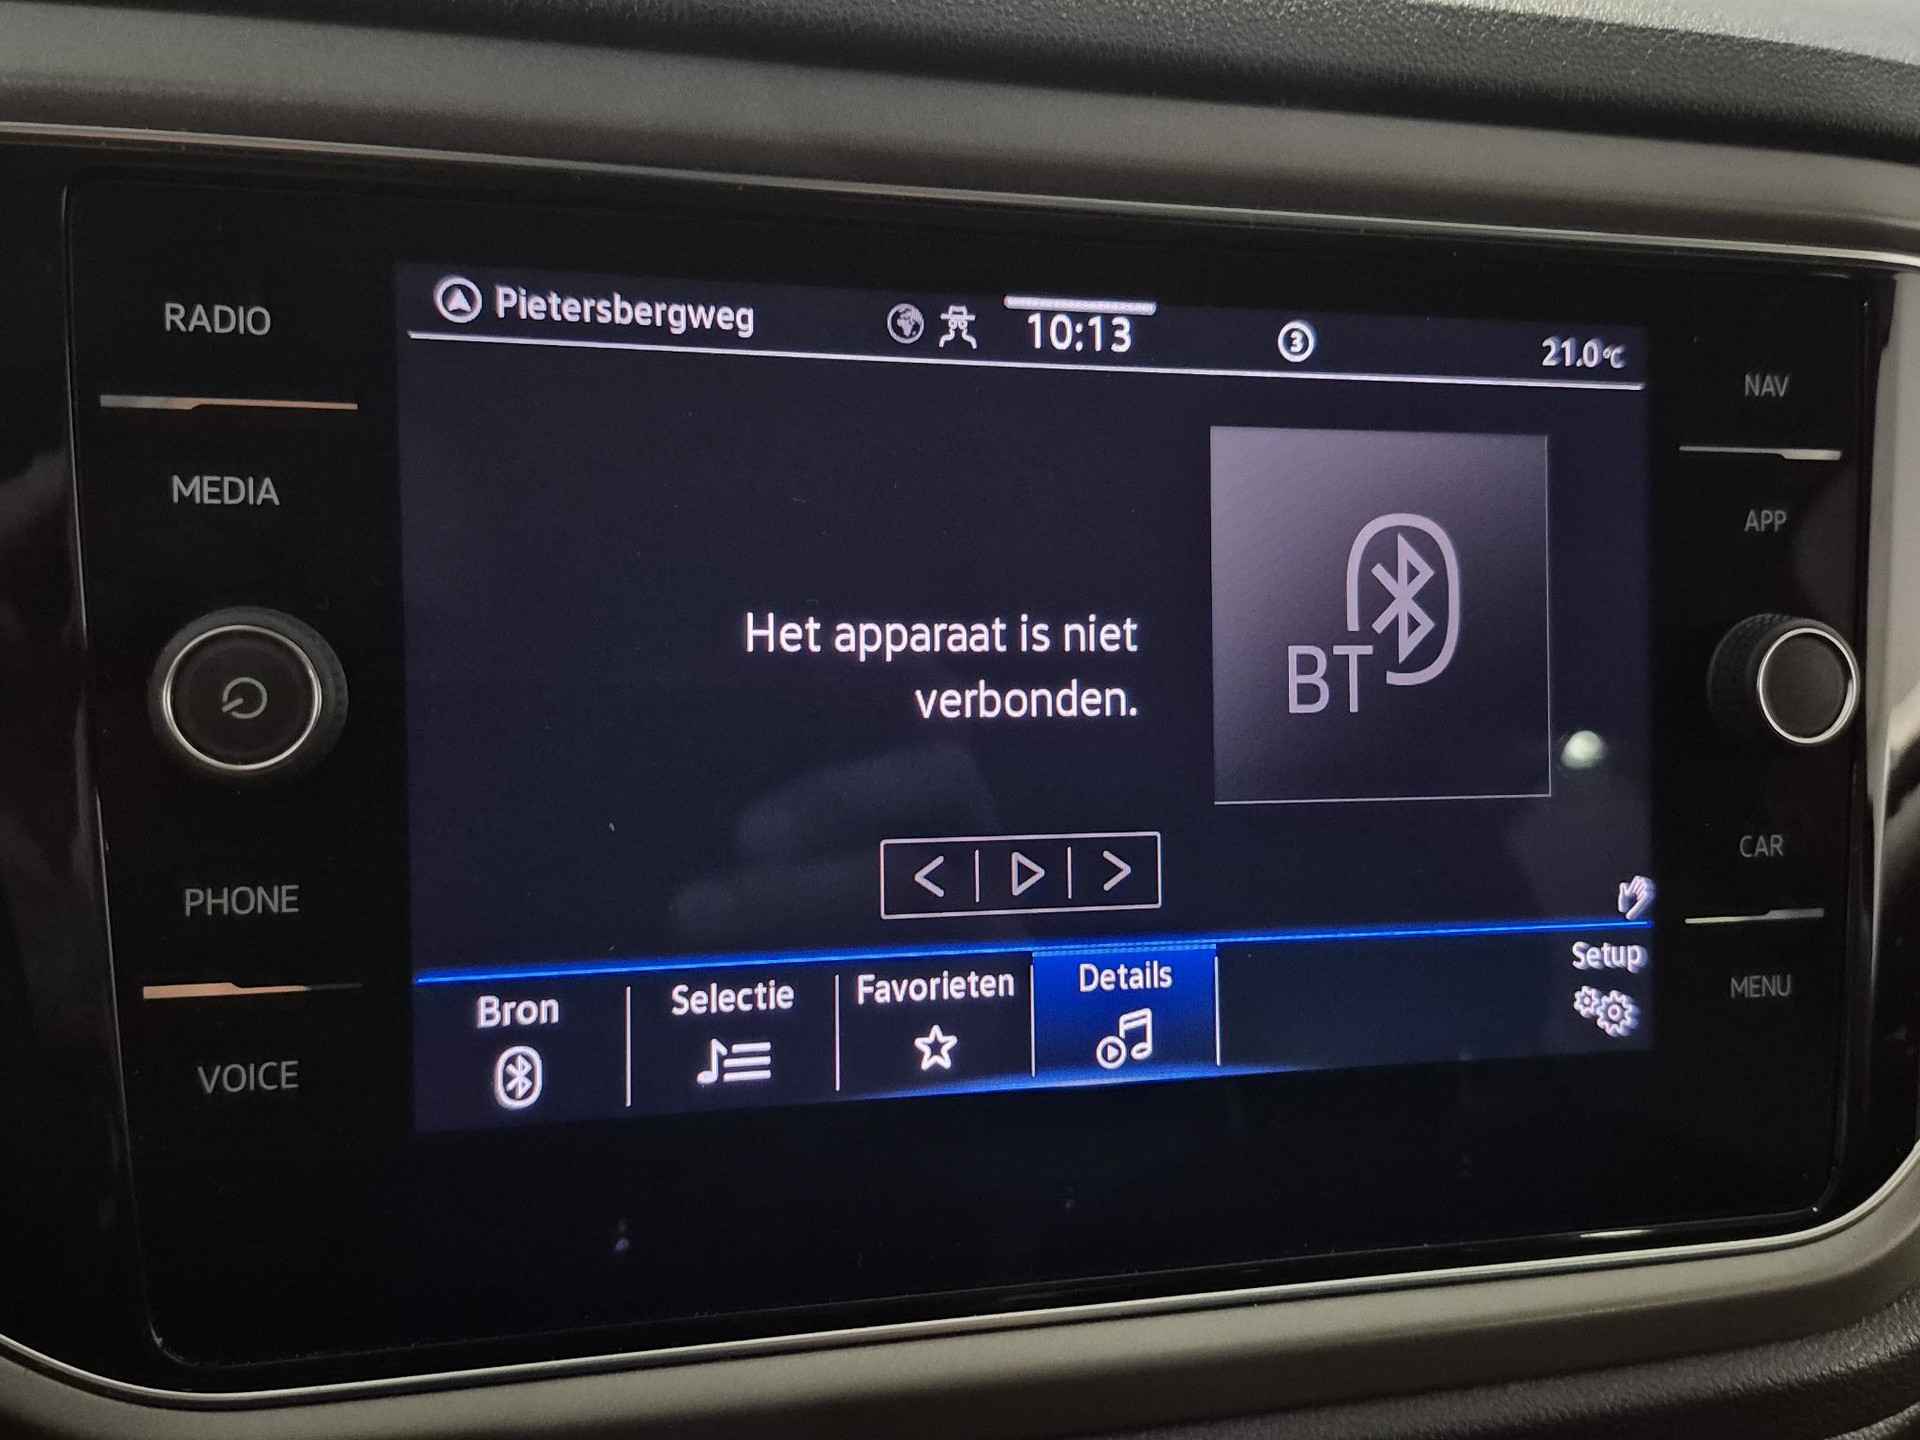 RADIO
MEDIA
PHONE
VOICE
Pietersbergweg
10:13
3
21.0°C
Het apparaat is niet
verbonden.
BT
Bron
Selectie
Favorieten
Details
Setup
NAV
APP
CAR
MENU